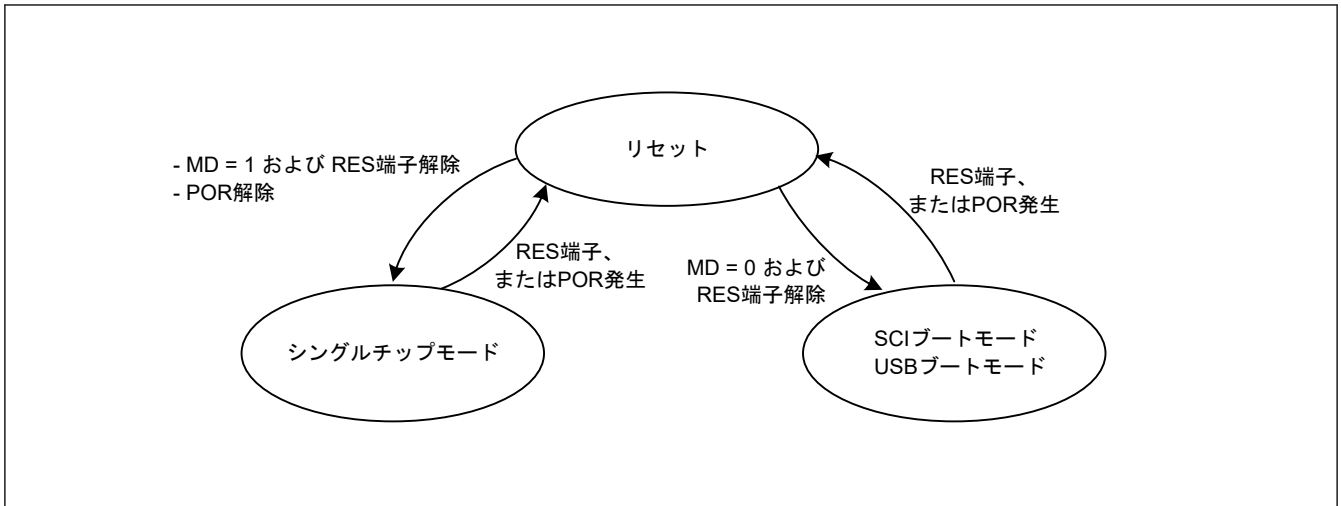 リセット
- MD = 1 および RES端子解除
- POR解除
RES端子、
またはPOR発生
RES端子、
またはPOR発生
MD = 0 および
RES端子解除
シングルチップモード
SCIブートモード
USBブートモード